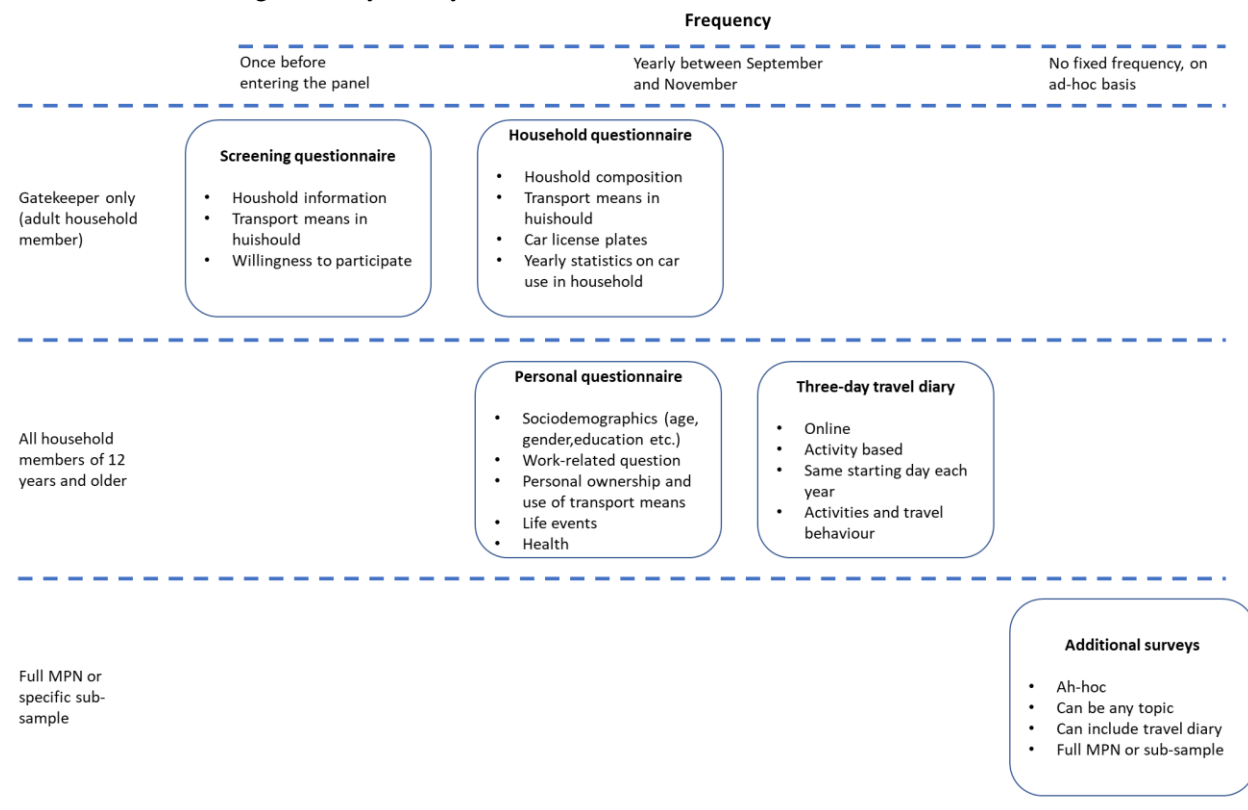 Frequency
Once before
entering the panel
Yearly between September
and November
No fixed frequency, on
ad-hoc basis
Gatekeeper only
(adult household
member)
Screening questionnaire
• Houshold information
• Transport means in
huishould
• Willingness to participate
Household questionnaire
• Houshold composition
• Transport means in
huishould
• Car license plates
• Yearly statistics on car
use in household
All household
members of 12
years and older
Personal questionnaire
• Sociodemographics (age,
gender,education etc.)
• Work-related question
• Personal ownership and
use of transport means
• Life events
• Health
Three-day travel diary
• Online
• Activity based
• Same starting day each
year
• Activities and travel
behaviour
Full MPN or
specific sub-
sample
Additional surveys
• Ah-hoc
• Can be any topic
• Can include travel diary
• Full MPN or sub-sample